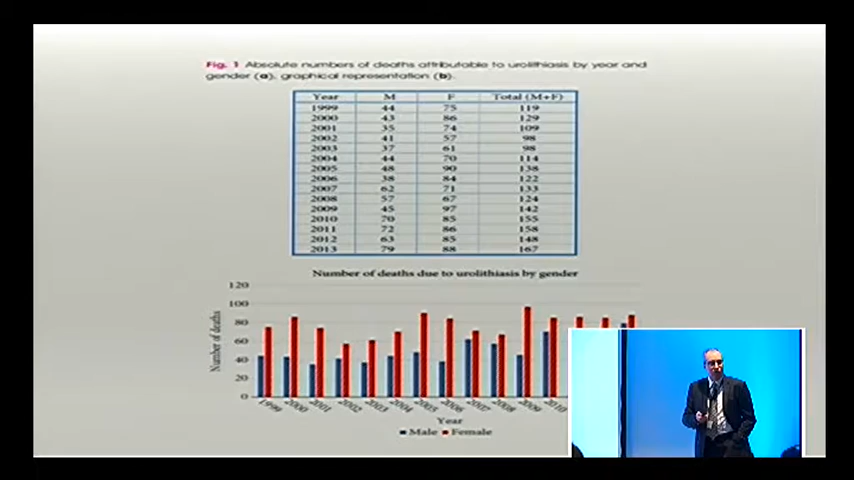 Fig. 1 Absolute numbers of deaths attributable to urolithiasis by year and
gender (a), graphical representation (b).
Year M F Total (M+F)
1999 44 75 119
2000 43 86 129
2001 35 74 109
2002 41 57 98
2003 37 61 98
2004 44 70 114
2005 48 90 138
2006 38 84 122
2007 62 71 133
2008 57 67 124
2009 45 97 142
2010 70 85 155
2011 72 86 158
2012 63 85 148
2013 79 88 167
Number of deaths due to urolithiasis by gender
120
100
80
60
40
20
0
Number of deaths
1999 2000 2001 2002 2003 2004 2005 2006 2007 2008 2009 2010
Year
Male Female